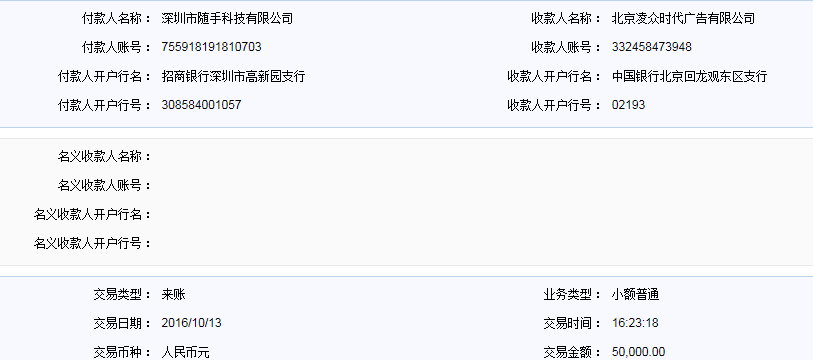 付款人名称： 深圳市随手科技有限公司 收款人名称： 北京凌众时代广告有限公司
付款人账号： 755918191810703 收款人账号： 332458473948
付款人开户行名： 招商银行深圳市高新园支行 收款人开户行名： 中国银行北京回龙观东区支行
付款人开户行号： 308584001057 收款人开户行号： 02193
名义收款人名称：
名义收款人账号：
名义收款人开户行名：
名义收款人开户行号：
交易类型： 来账 业务类型： 小额普通
交易日期： 2016/10/13 交易时间： 16:23:18
交易币种： 人民币元 交易金额： 50,000.00